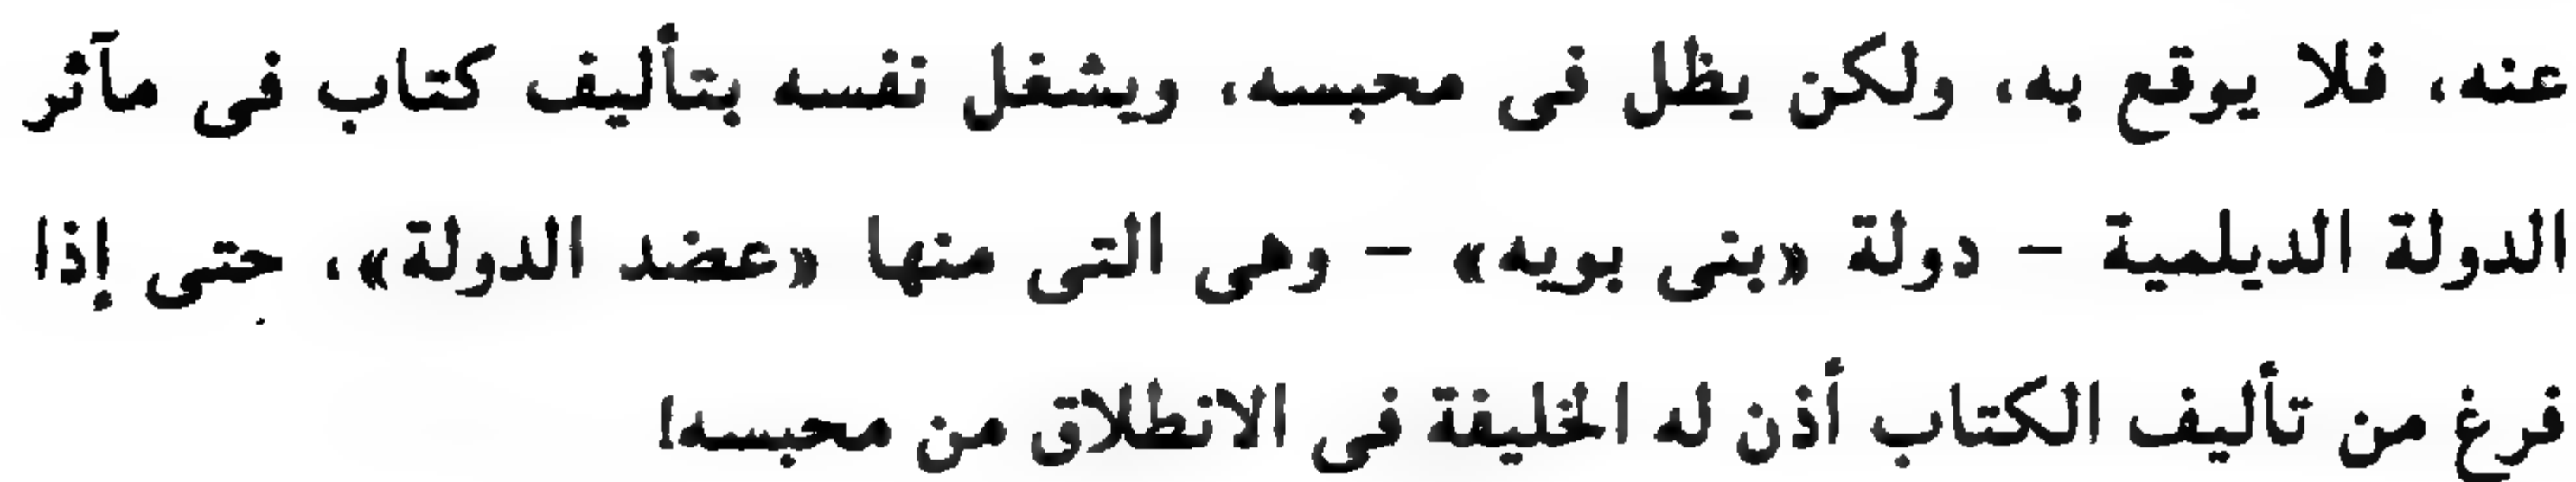 عنه، فلا يوقع به، ولكن يظل فى محبسه، ويشغل نفسه بتأليف كتاب فى مآثر
الدولة الديلمية – دولة «بنى بويه» – وهى التى منها «عضد الدولة»، حتى إذا
فرغ من تأليف الكتاب أذن له الخليفة فى الانطلاق من محبسه!